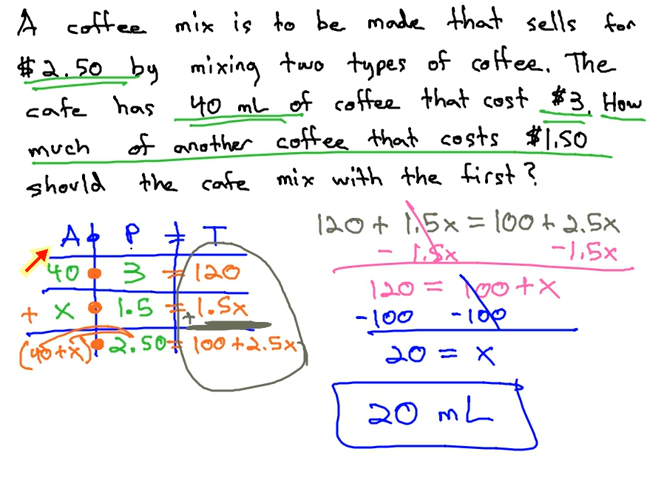 A coffee mix is to be made that sells for
$2.50 by mixing two types of coffee. The
cafe has 40 mL of coffee that cost $3. How
much of another coffee that costs $1.50
should the cafe mix with the first?
A • P = T
40 • 3 = 120
+ x • 1.5 = + 1.5x
(40+x) • 2.50 = 100+2.5x
120 + 1.5x = 100 + 2.5x
- 1.5x -1.5x
120 = 100 + x
-100 -100
20 = x
20 mL